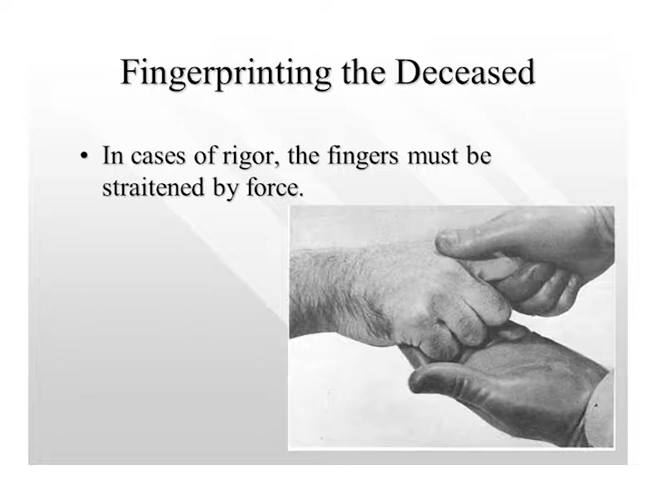 Fingerprinting the Deceased
• In cases of rigor, the fingers must be
straitened by force.